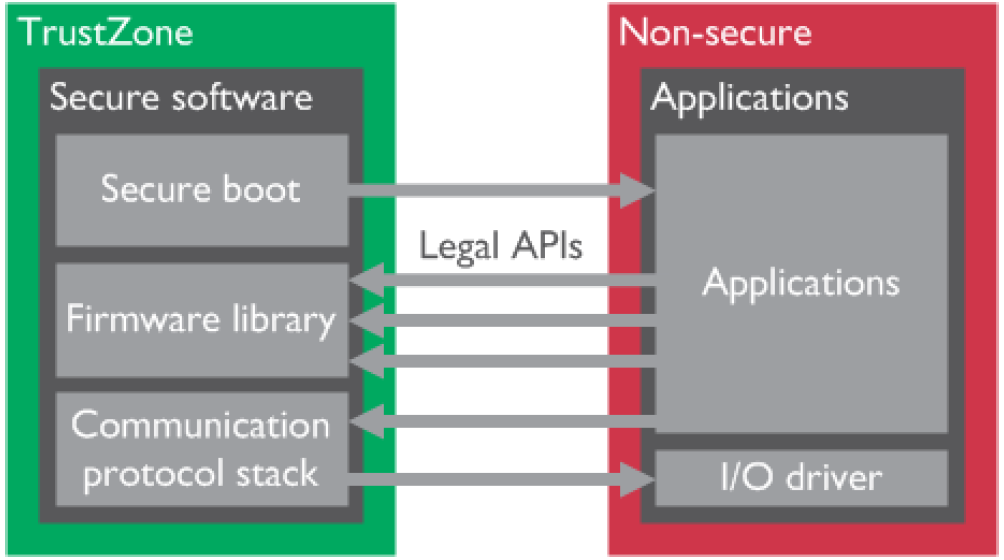 TrustZone
Secure software
Secure boot
Firmware library
Communication
protocol stack
Legal APIs
Non-secure
Applications
Applications
I/O driver